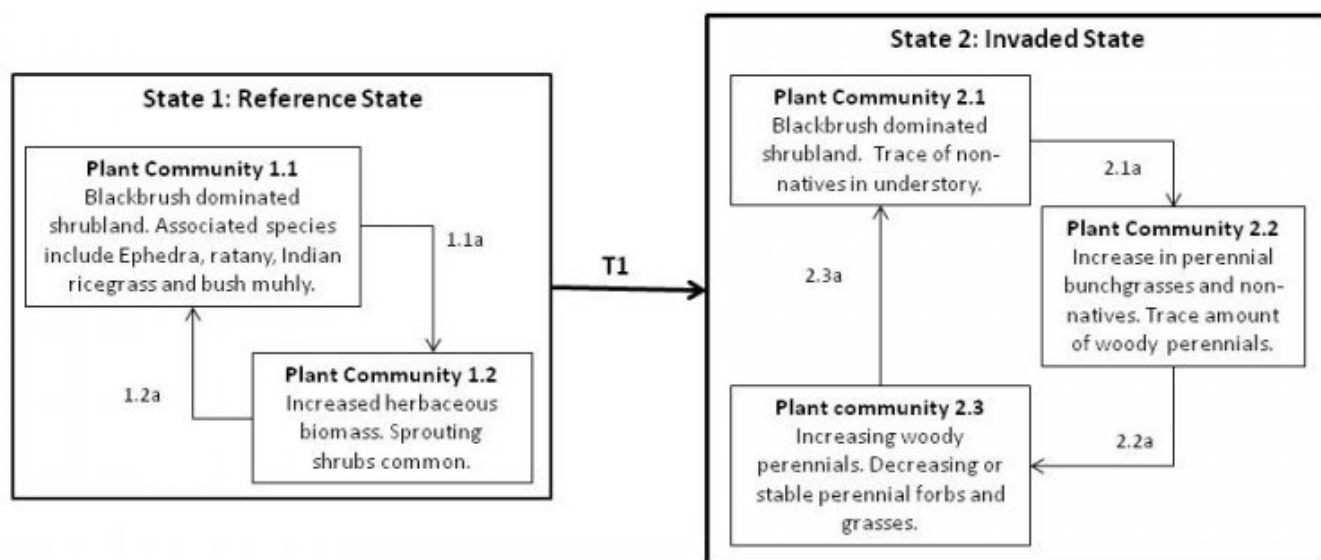 State 1: Reference State
Plant Community 1.1
Blackbrush dominated
shrubland. Associated species
include Ephedra, ratany, Indian
ricegrass and bush muhly.
1.1a
1.2a
Plant Community 1.2
Increased herbaceous
biomass. Sprouting
shrubs common.
T1
State 2: Invaded State
Plant Community 2.1
Blackbrush dominated
shrubland. Trace of non-
natives in understory.
2.1a
Plant Community 2.2
Increase in perennial
bunchgrasses and non-
natives. Trace amount
of woody perennials.
2.3a
2.2a
Plant community 2.3
Increasing woody
perennials. Decreasing or
stable perennial forbs and
grasses.